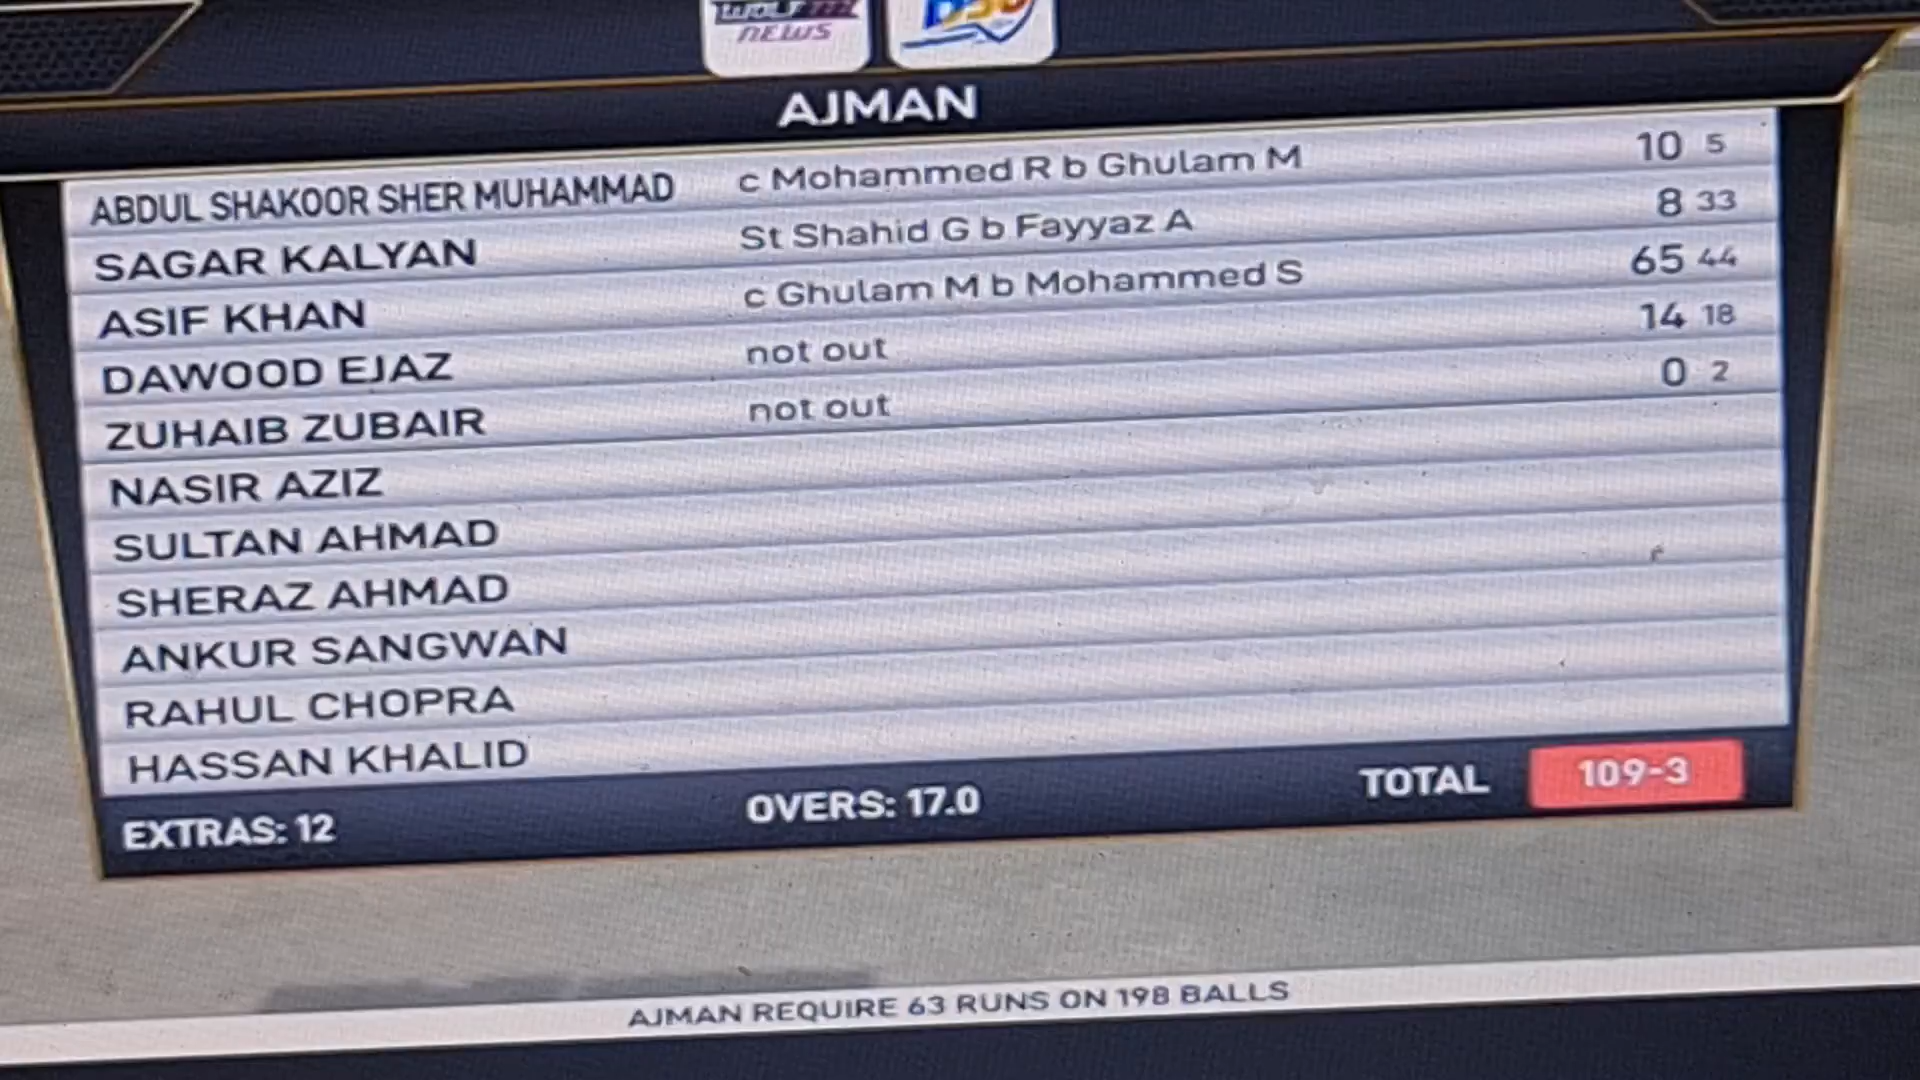 WOLF 777
NEWS
AJMAN
ABDUL SHAKOOR SHER MUHAMMAD c Mohammed R b Ghulam M 10 5
SAGAR KALYAN St Shahid G b Fayyaz A 8 33
ASIF KHAN c Ghulam M b Mohammed S 65 44
DAWOOD EJAZ not out 14 18
ZUHAIB ZUBAIR not out 0 2
NASIR AZIZ
SULTAN AHMAD
SHERAZ AHMAD
ANKUR SANGWAN
RAHUL CHOPRA
HASSAN KHALID
EXTRAS: 12 OVERS: 17.0 TOTAL 109-3
AJMAN REQUIRE 63 RUNS ON 198 BALLS